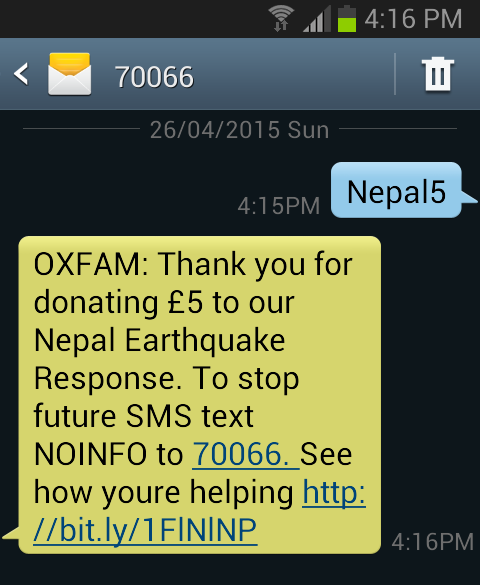 4:16 PM
70066
26/04/2015 Sun
Nepal5
4:15PM
OXFAM: Thank you for
donating £5 to our
Nepal Earthquake
Response. To stop
future SMS text
NOINFO to 70066. See
how youre helping http:
//bit.ly/1FlNlNP
4:16PM